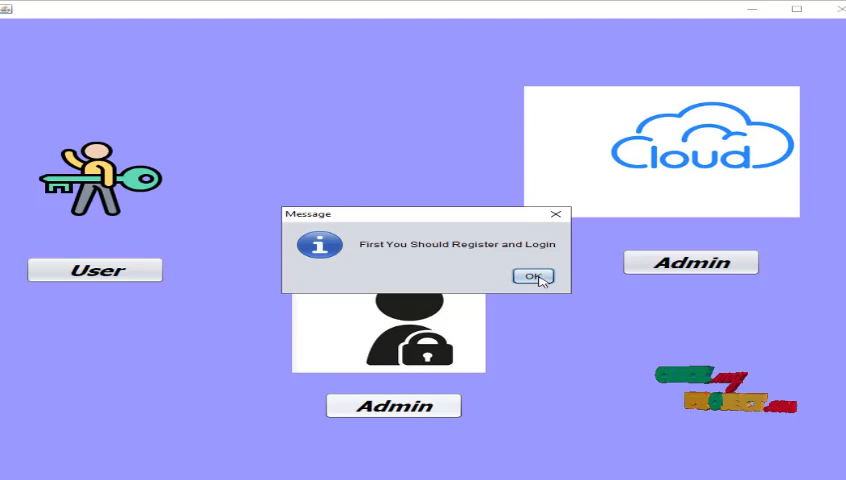 cloud
Message
First You Should Register and Login
OK
User
Admin
Admin